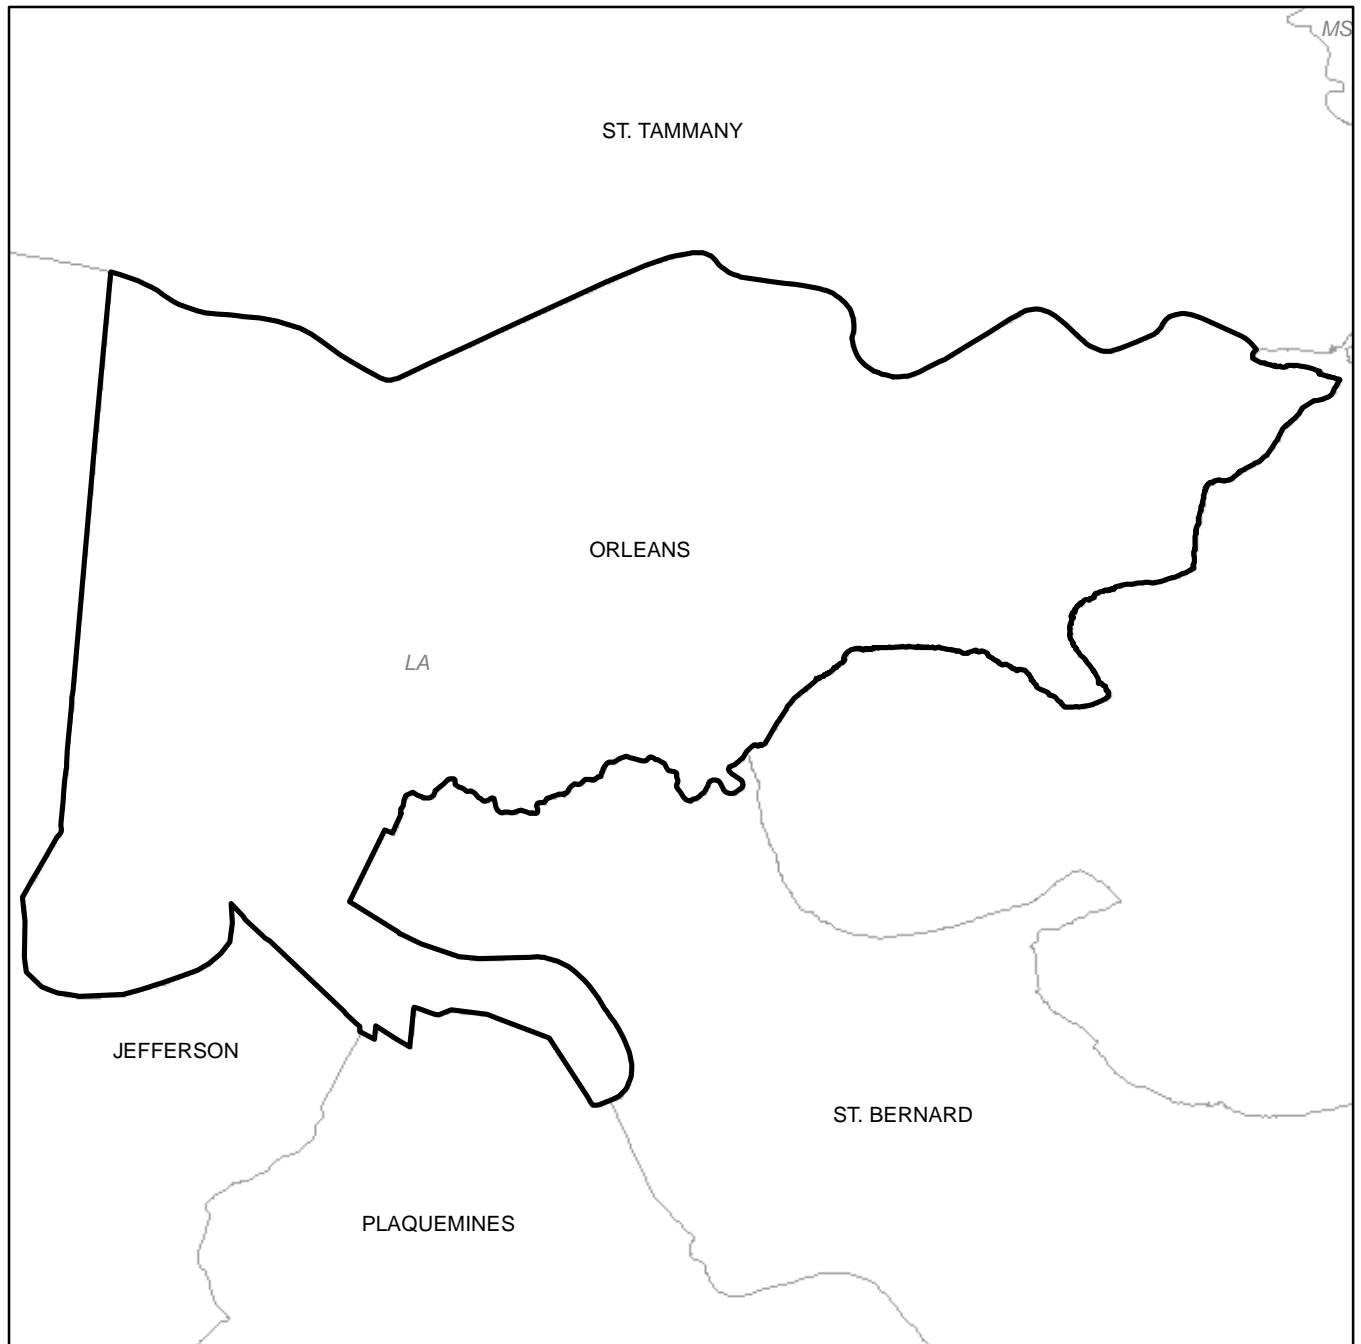 MS
ST. TAMMANY
ORLEANS
LA
JEFFERSON
ST. BERNARD
PLAQUEMINES